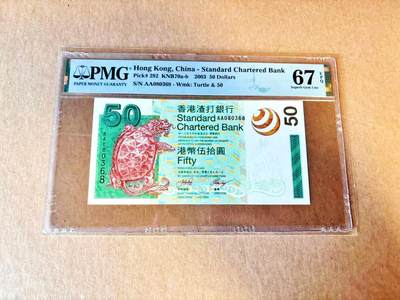 PMG
PAPER MONEY GUARANTY
Hong Kong, China - Standard Chartered Bank
Pick# 292 KNB70a-b 2003 50 Dollars
S/N AA080368 - Wmk: Turtle & 50
67 EPQ
Superb Gem Unc
50
香港渣打銀行
Standard
Chartered Bank
AA080368
港幣伍拾圓
Fifty
50
AA080368